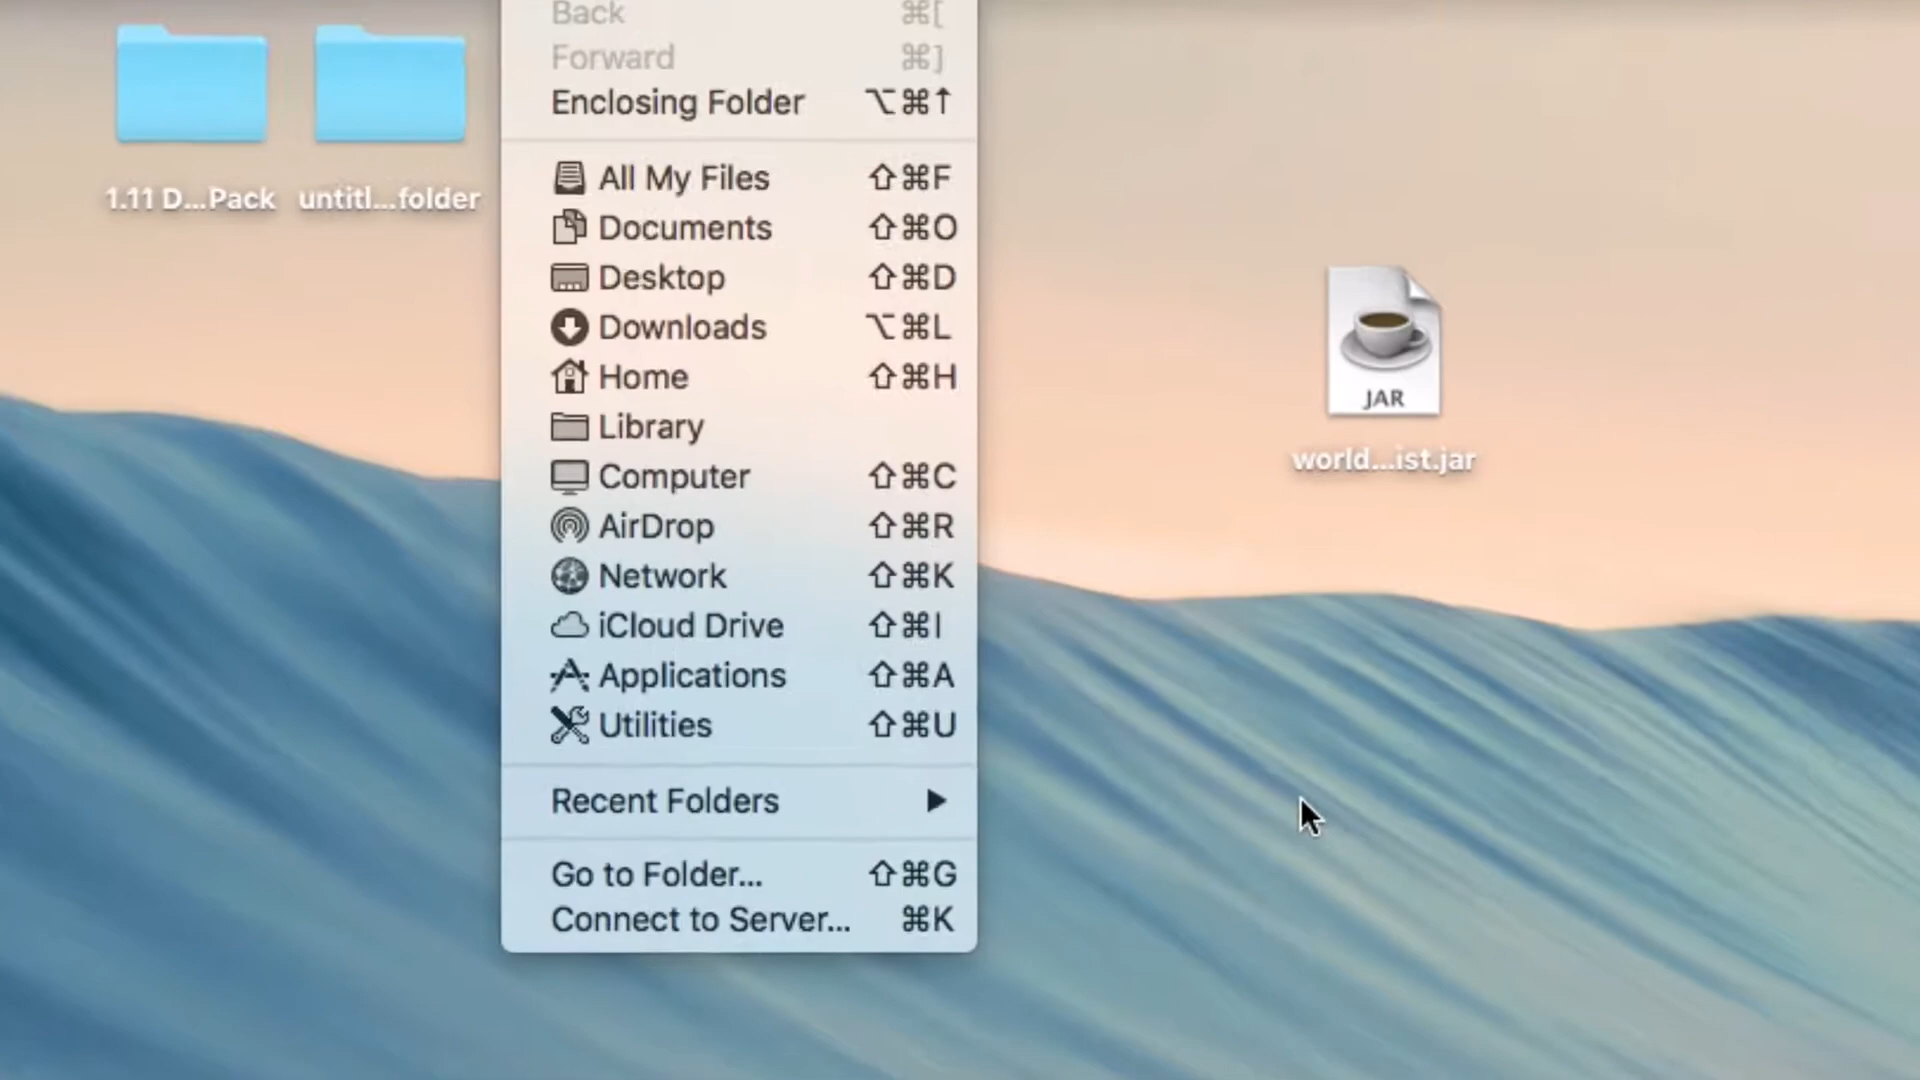 Back ⌘[
Forward ⌘]
Enclosing Folder ⌥⌘↑
All My Files ⇧⌘F
Documents ⇧⌘O
Desktop ⇧⌘D
Downloads ⌥⌘L
Home ⇧⌘H
Library
Computer ⇧⌘C
AirDrop ⇧⌘R
Network ⇧⌘K
iCloud Drive ⇧⌘I
Applications ⇧⌘A
Utilities ⇧⌘U
Recent Folders ▶
Go to Folder... ⇧⌘G
Connect to Server... ⌘K
1.11 D...Pack
untitl...folder
JAR
world...ist.jar